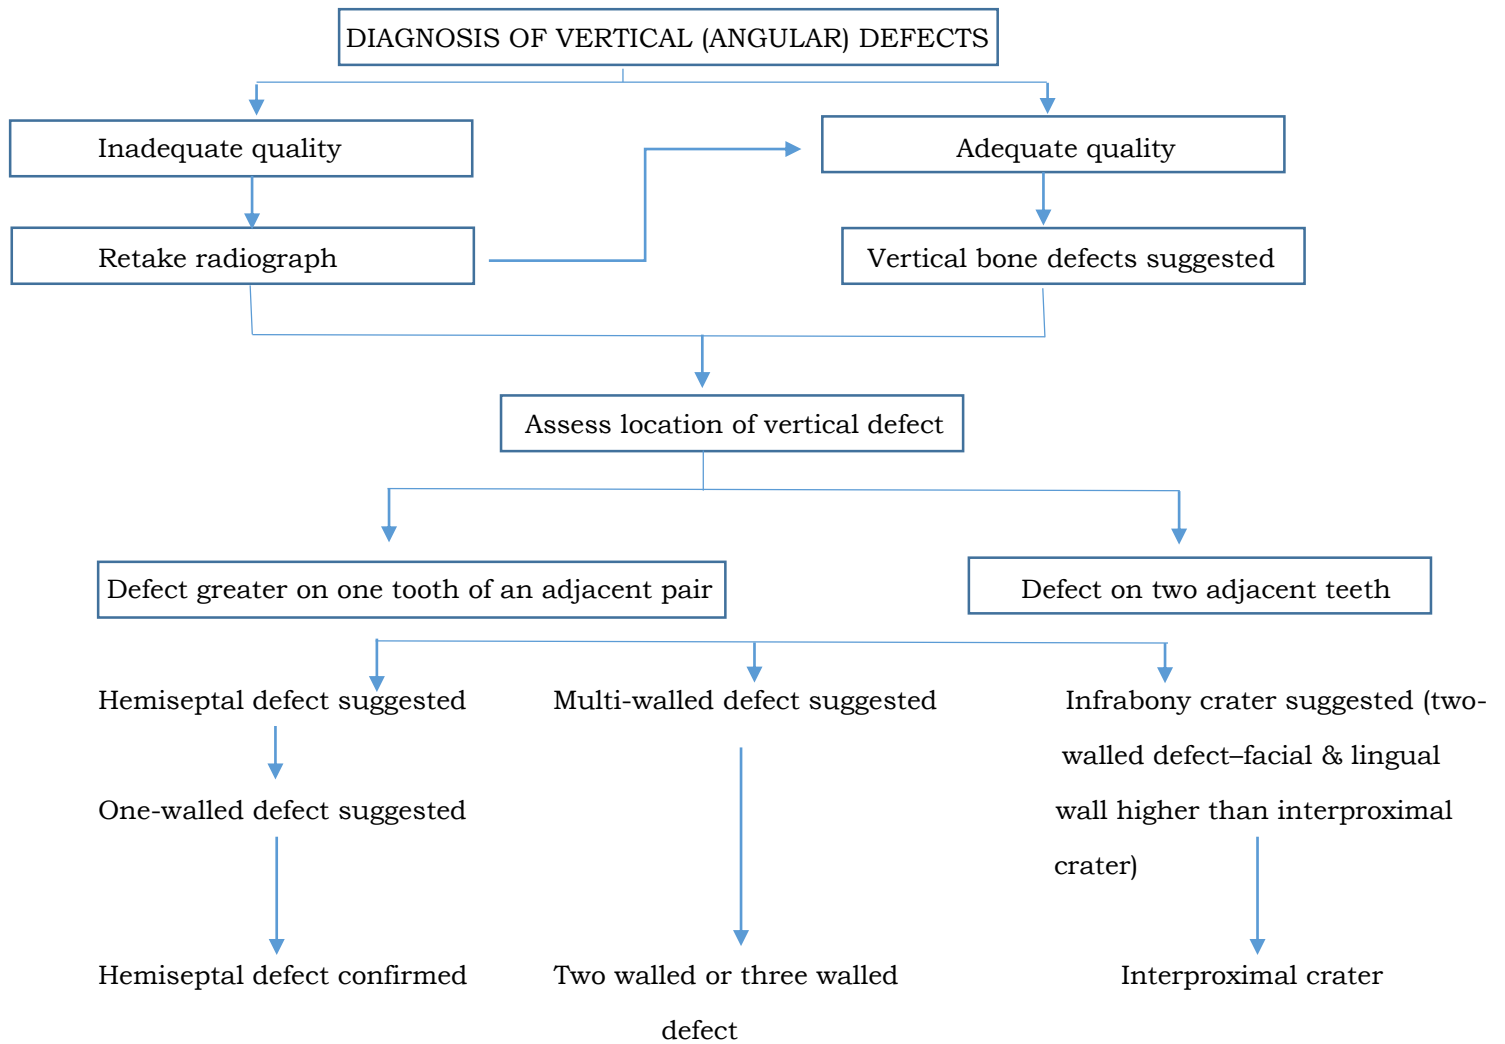 DIAGNOSIS OF VERTICAL (ANGULAR) DEFECTS
Inadequate quality
Adequate quality
Retake radiograph
Vertical bone defects suggested
Assess location of vertical defect
Defect greater on one tooth of an adjacent pair
Defect on two adjacent teeth
Hemiseptal defect suggested
One-walled defect suggested
Hemiseptal defect confirmed
Multi-walled defect suggested
Two walled or three walled
defect
Infrabony crater suggested (two-
walled defect–facial & lingual
wall higher than interproximal
crater)
Interproximal crater